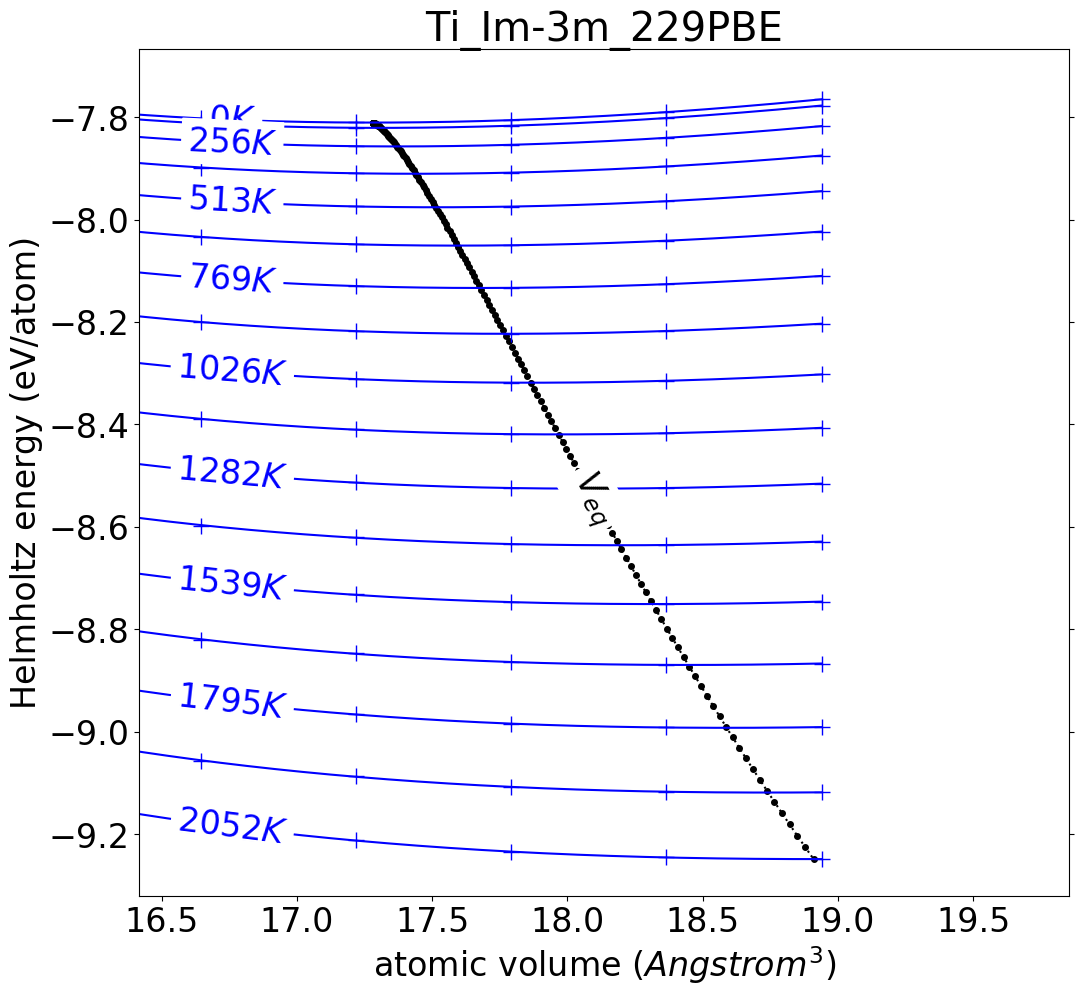 Ti_Im-3m_229PBE
Helmholtz energy (eV/atom)
−7.8
−8.0
−8.2
−8.4
−8.6
−8.8
−9.0
−9.2
0K
256K
513K
769K
1026K
1282K
1539K
1795K
2052K
V_eq
16.5 17.0 17.5 18.0 18.5 19.0 19.5
atomic volume (Angstrom³)